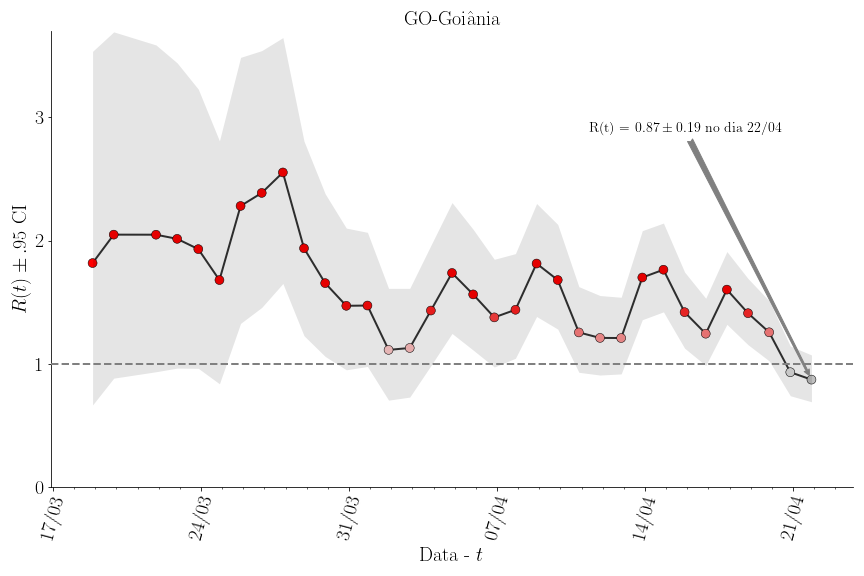 GO-Goiânia
R(t) ± .95 CI
3
2
1
0
R(t) = 0.87 ± 0.19 no dia 22/04
17/03
24/03
31/03
07/04
14/04
21/04
Data - t